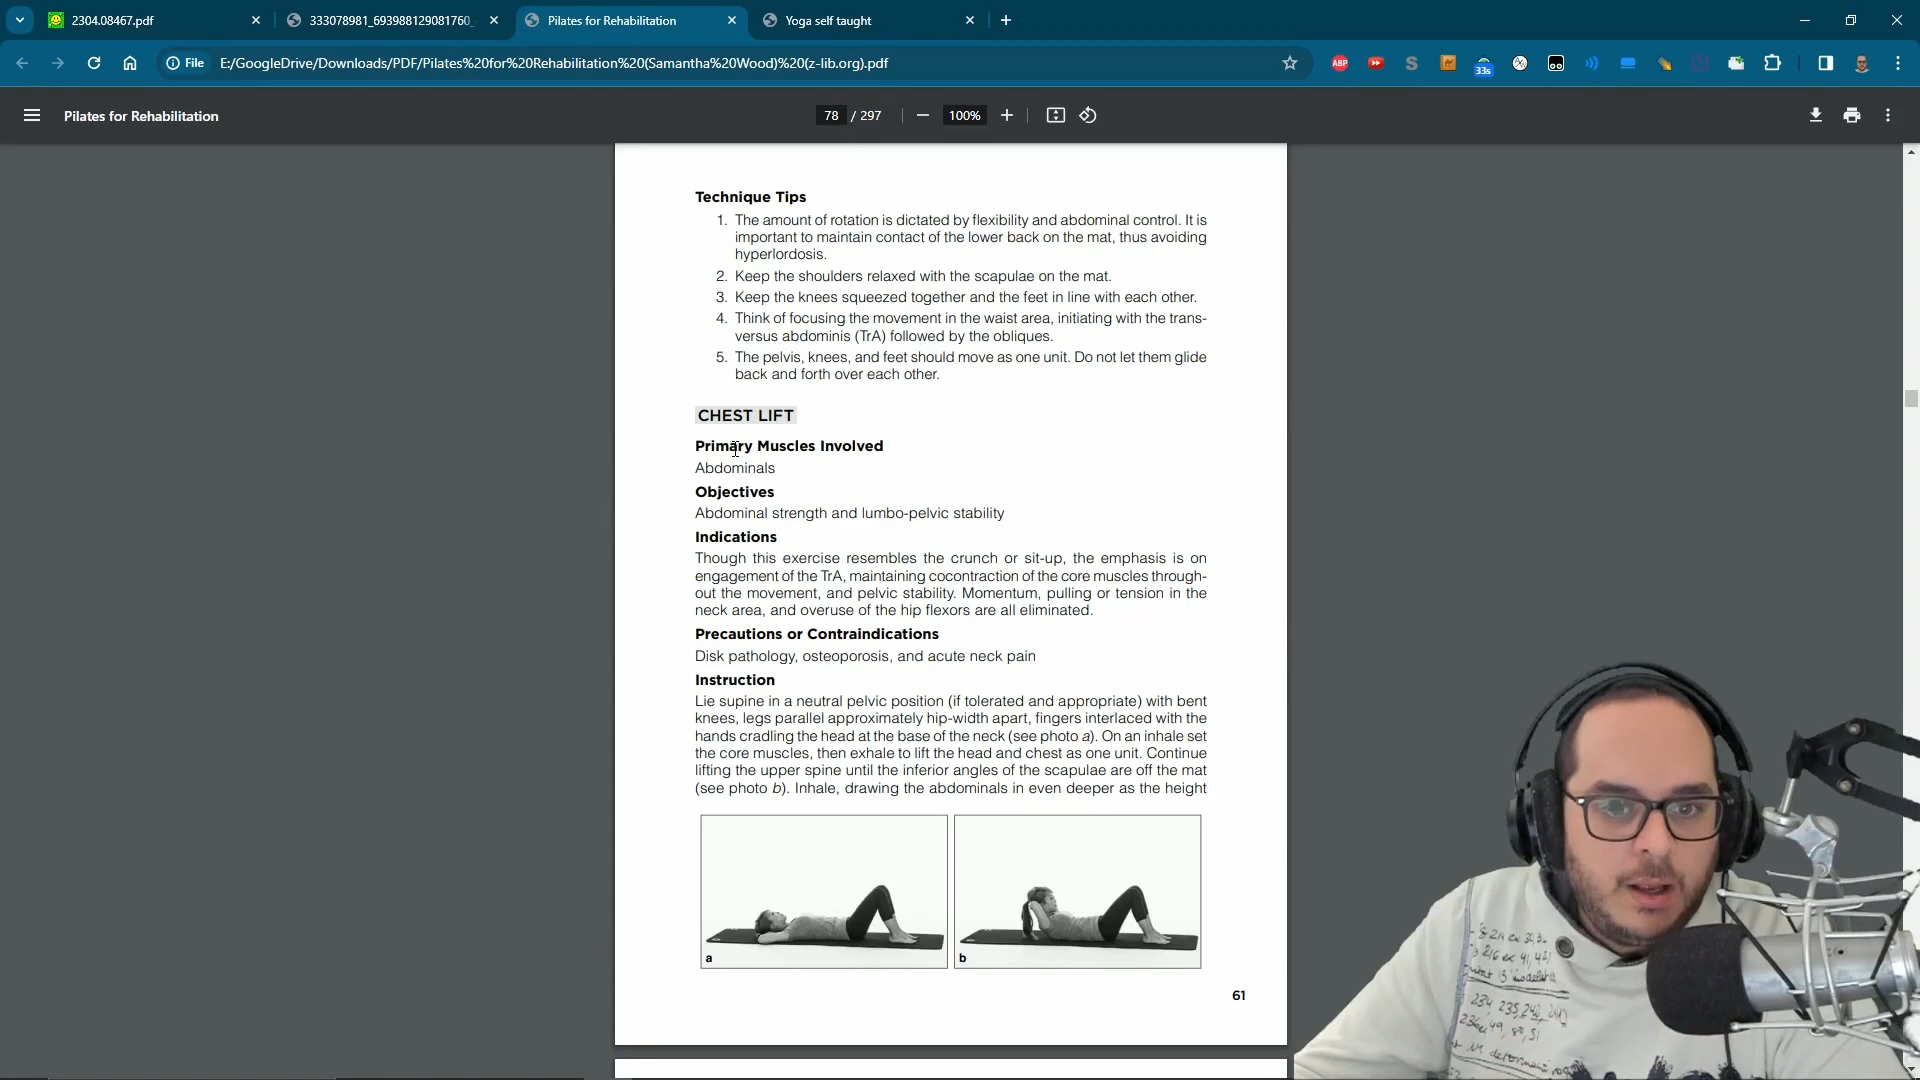 2304.08467.pdf
333078981_693988129081760_
Pilates for Rehabilitation
Yoga self taught
File
E:/GoogleDrive/Downloads/PDF/Pilates%20for%20Rehabilitation%20(Samantha%20Wood)%20(z-lib.org).pdf
ABP
33s
Pilates for Rehabilitation
78 / 297
100%
Technique Tips
1. The amount of rotation is dictated by flexibility and abdominal control. It is
important to maintain contact of the lower back on the mat, thus avoiding
hyperlordosis.
2. Keep the shoulders relaxed with the scapulae on the mat.
3. Keep the knees squeezed together and the feet in line with each other.
4. Think of focusing the movement in the waist area, initiating with the trans-
versus abdominis (TrA) followed by the obliques.
5. The pelvis, knees, and feet should move as one unit. Do not let them glide
back and forth over each other.
CHEST LIFT
Primary Muscles Involved
Abdominals
Objectives
Abdominal strength and lumbo-pelvic stability
Indications
Though this exercise resembles the crunch or sit-up, the emphasis is on
engagement of the TrA, maintaining cocontraction of the core muscles through-
out the movement, and pelvic stability. Momentum, pulling or tension in the
neck area, and overuse of the hip flexors are all eliminated.
Precautions or Contraindications
Disk pathology, osteoporosis, and acute neck pain
Instruction
Lie supine in a neutral pelvic position (if tolerated and appropriate) with bent
knees, legs parallel approximately hip-width apart, fingers interlaced with the
hands cradling the head at the base of the neck (see photo a). On an inhale set
the core muscles, then exhale to lift the head and chest as one unit. Continue
lifting the upper spine until the inferior angles of the scapulae are off the mat
(see photo b). Inhale, drawing the abdominals in even deeper as the height
a
b
61